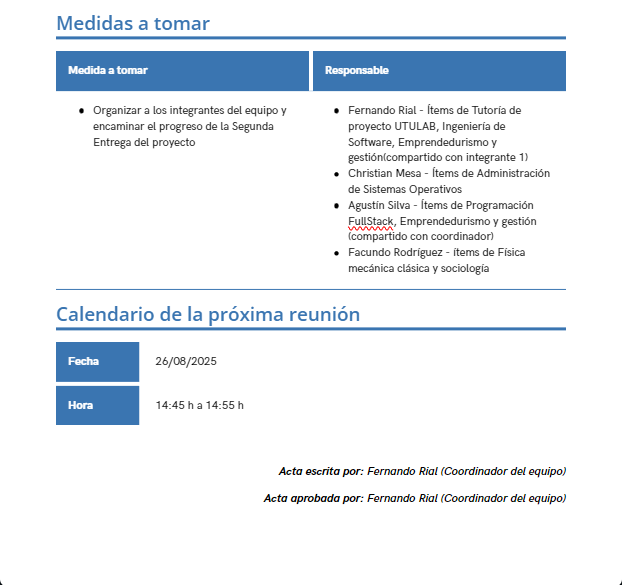 Medidas a tomar
Medida a tomar
Responsable
● Organizar a los integrantes del equipo y
encaminar el progreso de la Segunda
Entrega del proyecto
● Fernando Rial - Ítems de Tutoría de
proyecto UTULAB, Ingeniería de
Software, Emprendedurismo y
gestión(compartido con integrante 1)
● Christian Mesa - Ítems de Administración
de Sistemas Operativos
● Agustín Silva - Ítems de Programación
FullStack, Emprendedurismo y gestión
(compartido con coordinador)
● Facundo Rodríguez - ítems de Física
mecánica clásica y sociología
Calendario de la próxima reunión
Fecha
26/08/2025
Hora
14:45 h a 14:55 h
Acta escrita por: Fernando Rial (Coordinador del equipo)
Acta aprobada por: Fernando Rial (Coordinador del equipo)